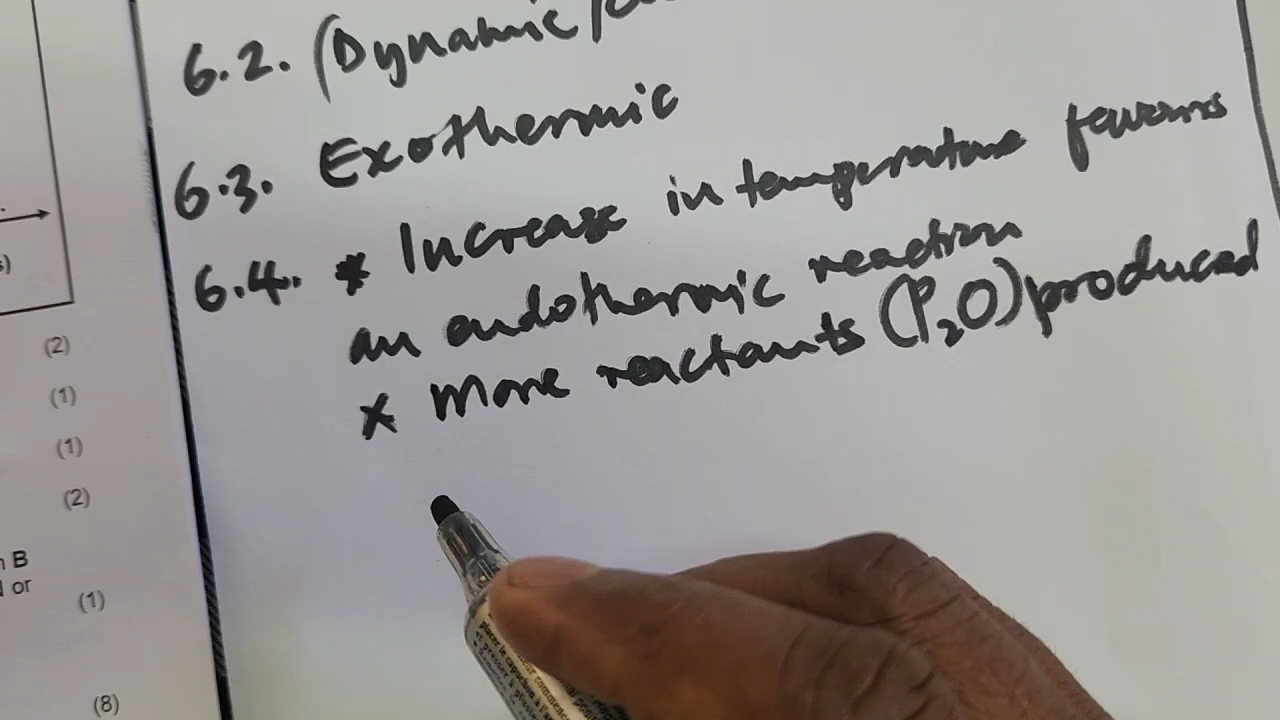 6.2. (Dynamic/
6.3. Exothermic
6.4. * Increase in temperature favours
an endothermic reaction
* More reactants (P₂O) produced
(2)
(1)
(1)
(2)
B
or
(1)
(8)